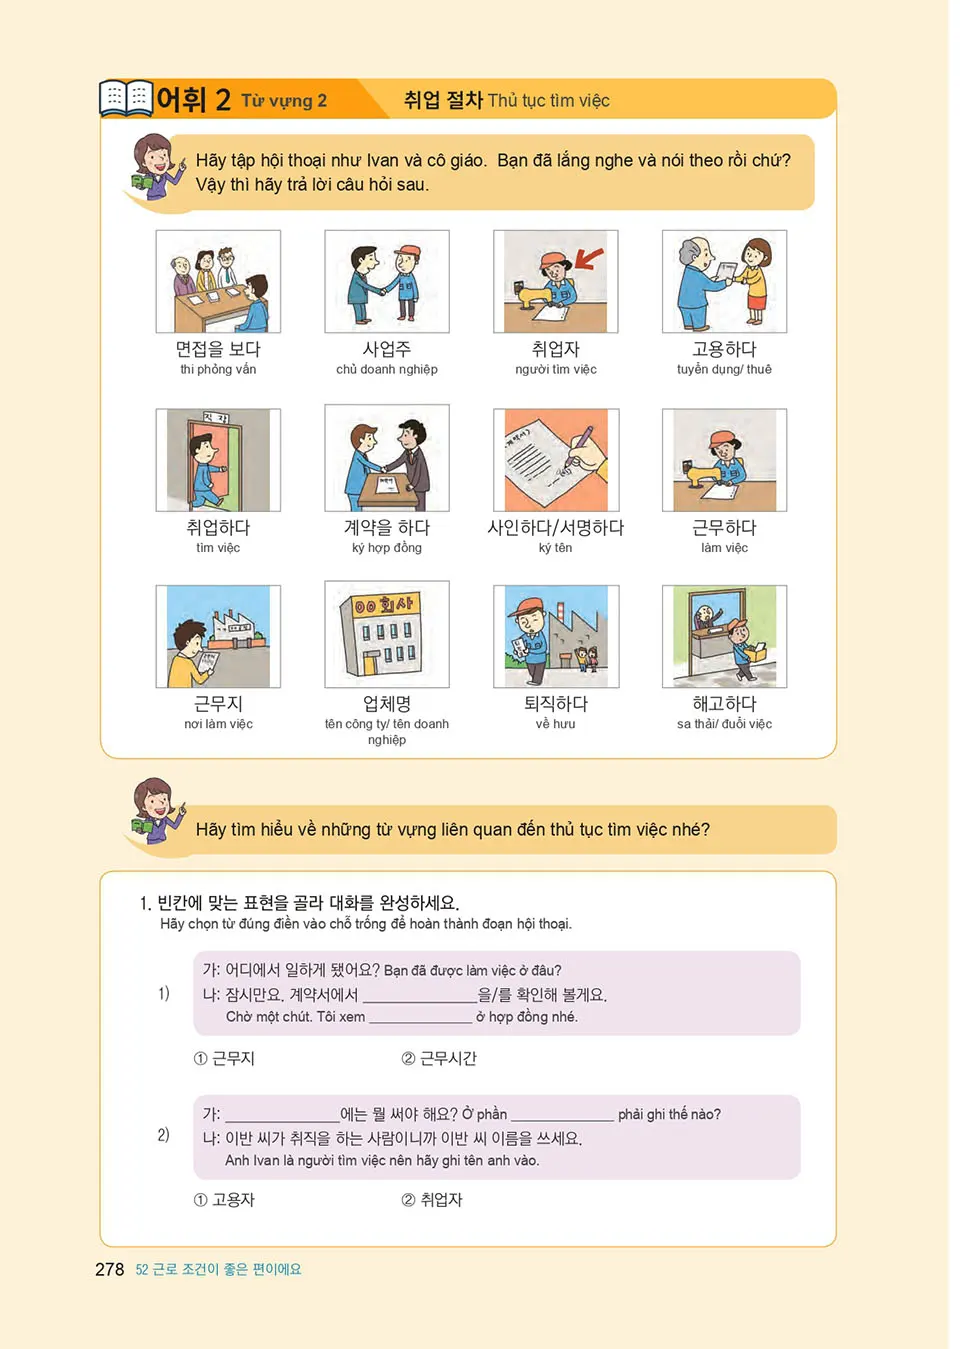 어휘 2 Từ vựng 2 취업 절차 Thủ tục tìm việc
Hãy tập hội thoại như Ivan và cô giáo. Bạn đã lắng nghe và nói theo rồi chứ?
Vậy thì hãy trả lời câu hỏi sau.
면접을 보다 사업주 취업자 고용하다
thi phỏng vấn chủ doanh nghiệp người tìm việc tuyển dụng/ thuê
직 장
취업하다 계약을 하다 사인하다/서명하다 근무하다
tìm việc ký hợp đồng ký tên làm việc
OO 회사
근무지 업체명 퇴직하다 해고하다
nơi làm việc tên công ty/ tên doanh về hưu sa thải/ đuổi việc
nghiệp
Hãy tìm hiểu về những từ vựng liên quan đến thủ tục tìm việc nhé?
1. 빈칸에 맞는 표현을 골라 대화를 완성하세요.
Hãy chọn từ đúng điền vào chỗ trống để hoàn thành đoạn hội thoại.
가: 어디에서 일하게 됐어요? Bạn đã được làm việc ở đâu?
1) 나: 잠시만요. 계약서에서 ______________을/를 확인해 볼게요.
Chờ một chút. Tôi xem ______________ ở hợp đồng nhé.
① 근무지 ② 근무시간
가: ______________에는 뭘 써야 해요? Ở phần ______________ phải ghi thế nào?
2) 나: 이반 씨가 취직을 하는 사람이니까 이반 씨 이름을 쓰세요.
Anh Ivan là người tìm việc nên hãy ghi tên anh vào.
① 고용자 ② 취업자
278 52 근로 조건이 좋은 편이에요